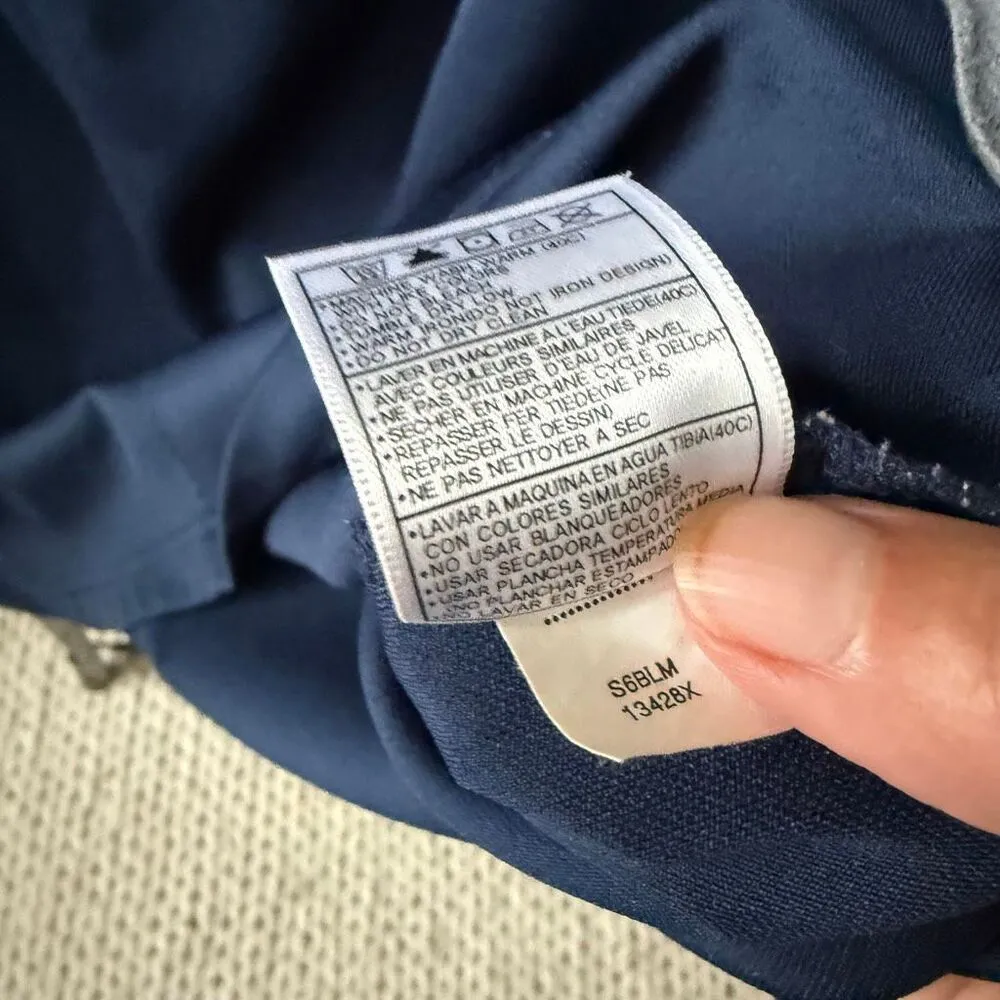 MACHINE WASH WARM (40C)
WITH LIKE COLORS
•DO NOT BLEACH
•TUMBLE DRY LOW
•WARM IRON(DO NOT IRON DESIGN)
•DO NOT DRY CLEAN
•LAVER EN MACHINE A L'EAU TIEDE(40C)
AVEC COULEURS SIMILAIRES
•NE PAS UTILISER D'EAU DE JAVEL
•SECHER EN MACHINE CYCLE DELICAT
•REPASSER FER TIEDE(NE PAS
REPASSER LE DESSIN)
•NE PAS NETTOYER A SEC
•LAVAR A MAQUINA EN AGUA TIBIA(40C)
CON COLORES SIMILARES
•NO USAR BLANQUEADORES
•USAR SECADORA CICLO LENTO
•USAR PLANCHA TEMPERATURA MEDIA
(NO PLANCHAR ESTAMPADO
•NO LAVAR EN SECO
S6BLM
13428X